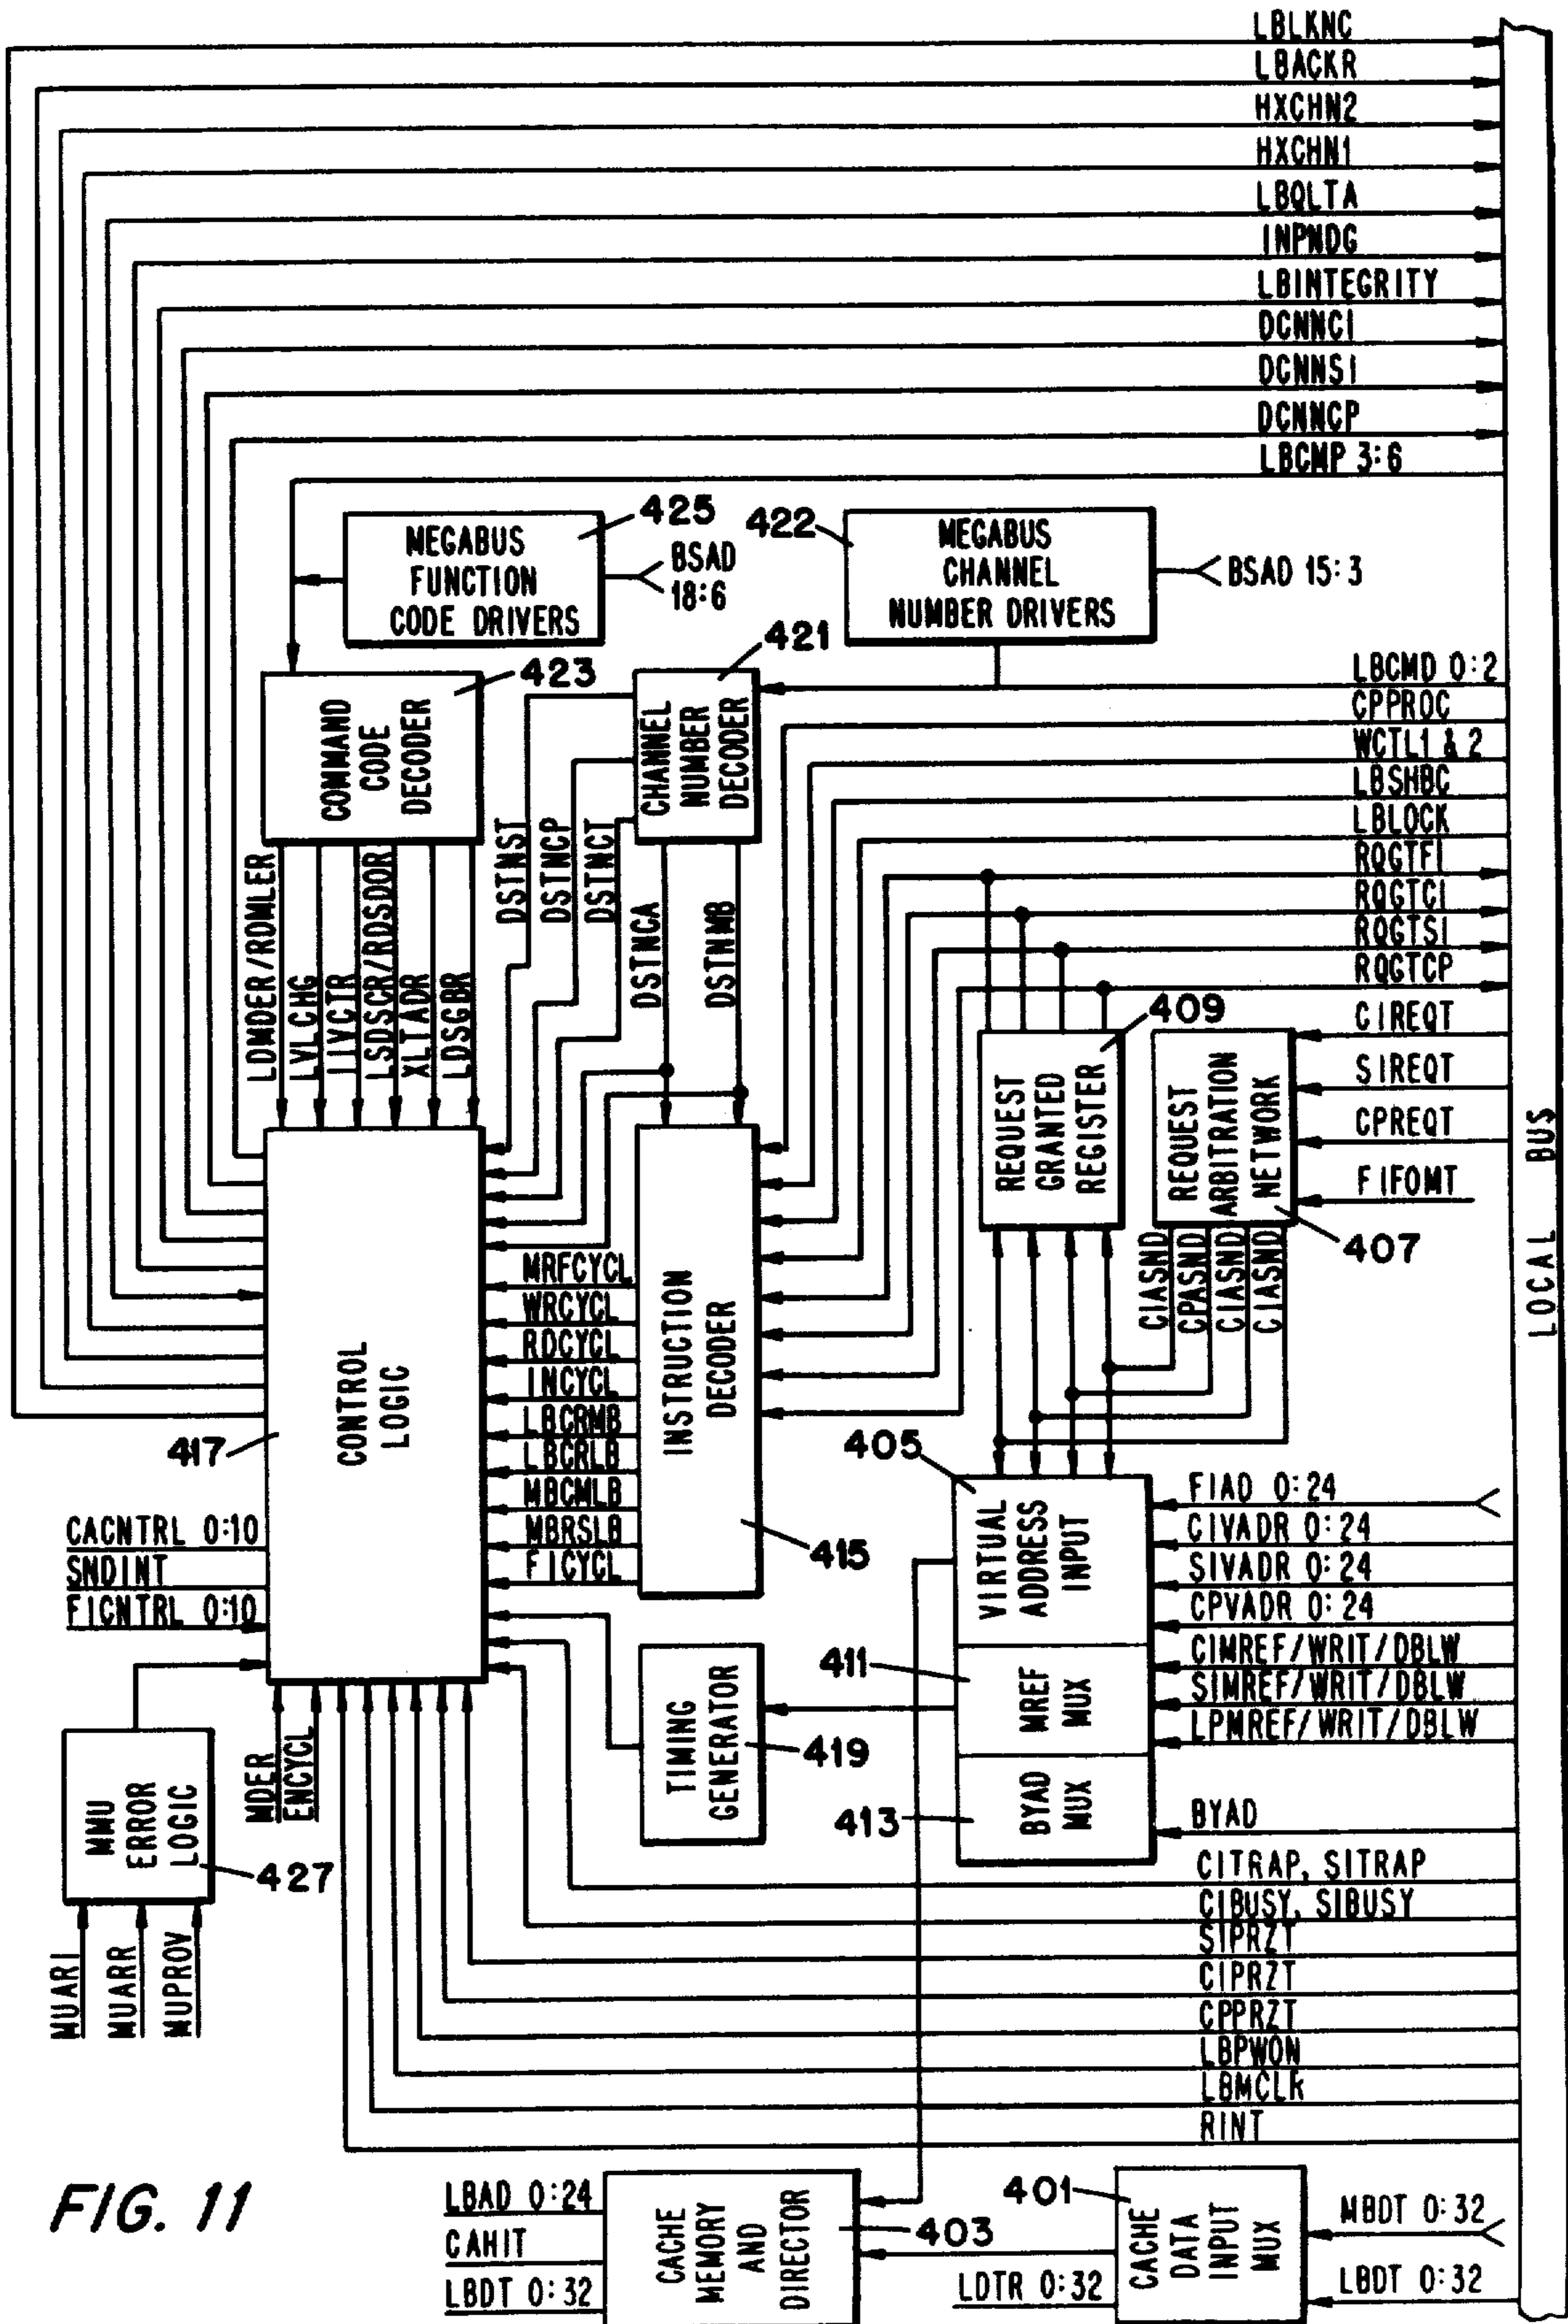 LBLKNC
LBACKR
HXCHN2
HXCHN1
LBQLTA
INPNDG
LBINTEGRITY
DCNNCI
DCNNSI
DCNNCP
LBCMP 3:6
MEGABUS
FUNCTION
CODE DRIVERS
425
BSAD
18:6
422
MEGABUS
CHANNEL
NUMBER DRIVERS
BSAD 15:3
421
423
COMMAND
CODE
DECODER
CHANNEL
NUMBER
DECODER
LBCMD 0:2
CPPROC
WCTL1 & 2
LBSHBC
LBLOCK
RQGTFI
RQGTCI
RQGTSI
RQGTCP
LDMDER/RDMLER
LVLCHG
IIVCTR
LSDSCR/RDSDOR
XLTADR
LDSGBR
DSTNST
DSTNCP
DSTNCT
DSTNCA
DSTNMB
409
REQUEST
GRANTED
REGISTER
REQUEST
ARBITRATION
NETWORK
407
CIREQT
SIREQT
CPREQT
FIFOMT
CIASND
CPASND
CIASND
CIASND
LOCAL BUS
CONTROL
LOGIC
417
MRFCYCL
WRCYCL
RDCYCL
INCYCL
LBCRMB
LBCRLB
MBCMLB
MBRSLB
FICYCL
INSTRUCTION
DECODER
415
CACNTRL 0:10
SNDINT
FICNTRL 0:10
405
VIRTUAL
ADDRESS
INPUT
411
MREF
MUX
413
BYAD
MUX
FIAD 0:24
CIVADR 0:24
SIVADR 0:24
CPVADR 0:24
CIMREF/WRIT/DBLW
SIMREF/WRIT/DBLW
LPMREF/WRIT/DBLW
BYAD
TIMING
GENERATOR
419
MMU
ERROR
LOGIC
427
MDER
ENCYCL
MUARI
MUARR
MUPROV
CITRAP, SITRAP
CIBUSY, SIBUSY
SIPRZT
CIPRZT
CPPRZT
LBPWON
LBMCLR
RINT
FIG. 11
LBAD 0:24
CAHIT
LBDT 0:32
CACHE
MEMORY
AND
DIRECTOR
403
LDTR 0:32
401
CACHE
DATA
INPUT
MUX
MBDT 0:32
LBDT 0:32